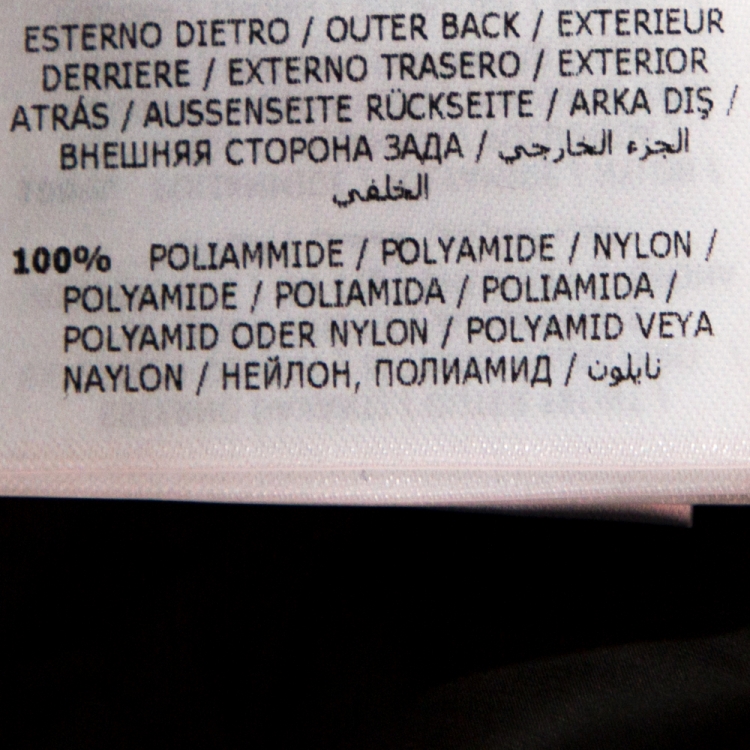 ESTERNO DIETRO / OUTER BACK / EXTERIEUR
DERRIERE / EXTERNO TRASERO / EXTERIOR
ATRÁS / AUSSENSEITE RÜCKSEITE / ARKA DIŞ /
ВНЕШНЯЯ СТОРОНА ЗАДА / الجزء الخارجي
الخلفي
100% POLIAMMIDE / POLYAMIDE / NYLON /
POLYAMIDE / POLIAMIDA / POLIAMIDA /
POLYAMID ODER NYLON / POLYAMID VEYA
NAYLON / НЕЙЛОН, ПОЛИАМИД / نايلون